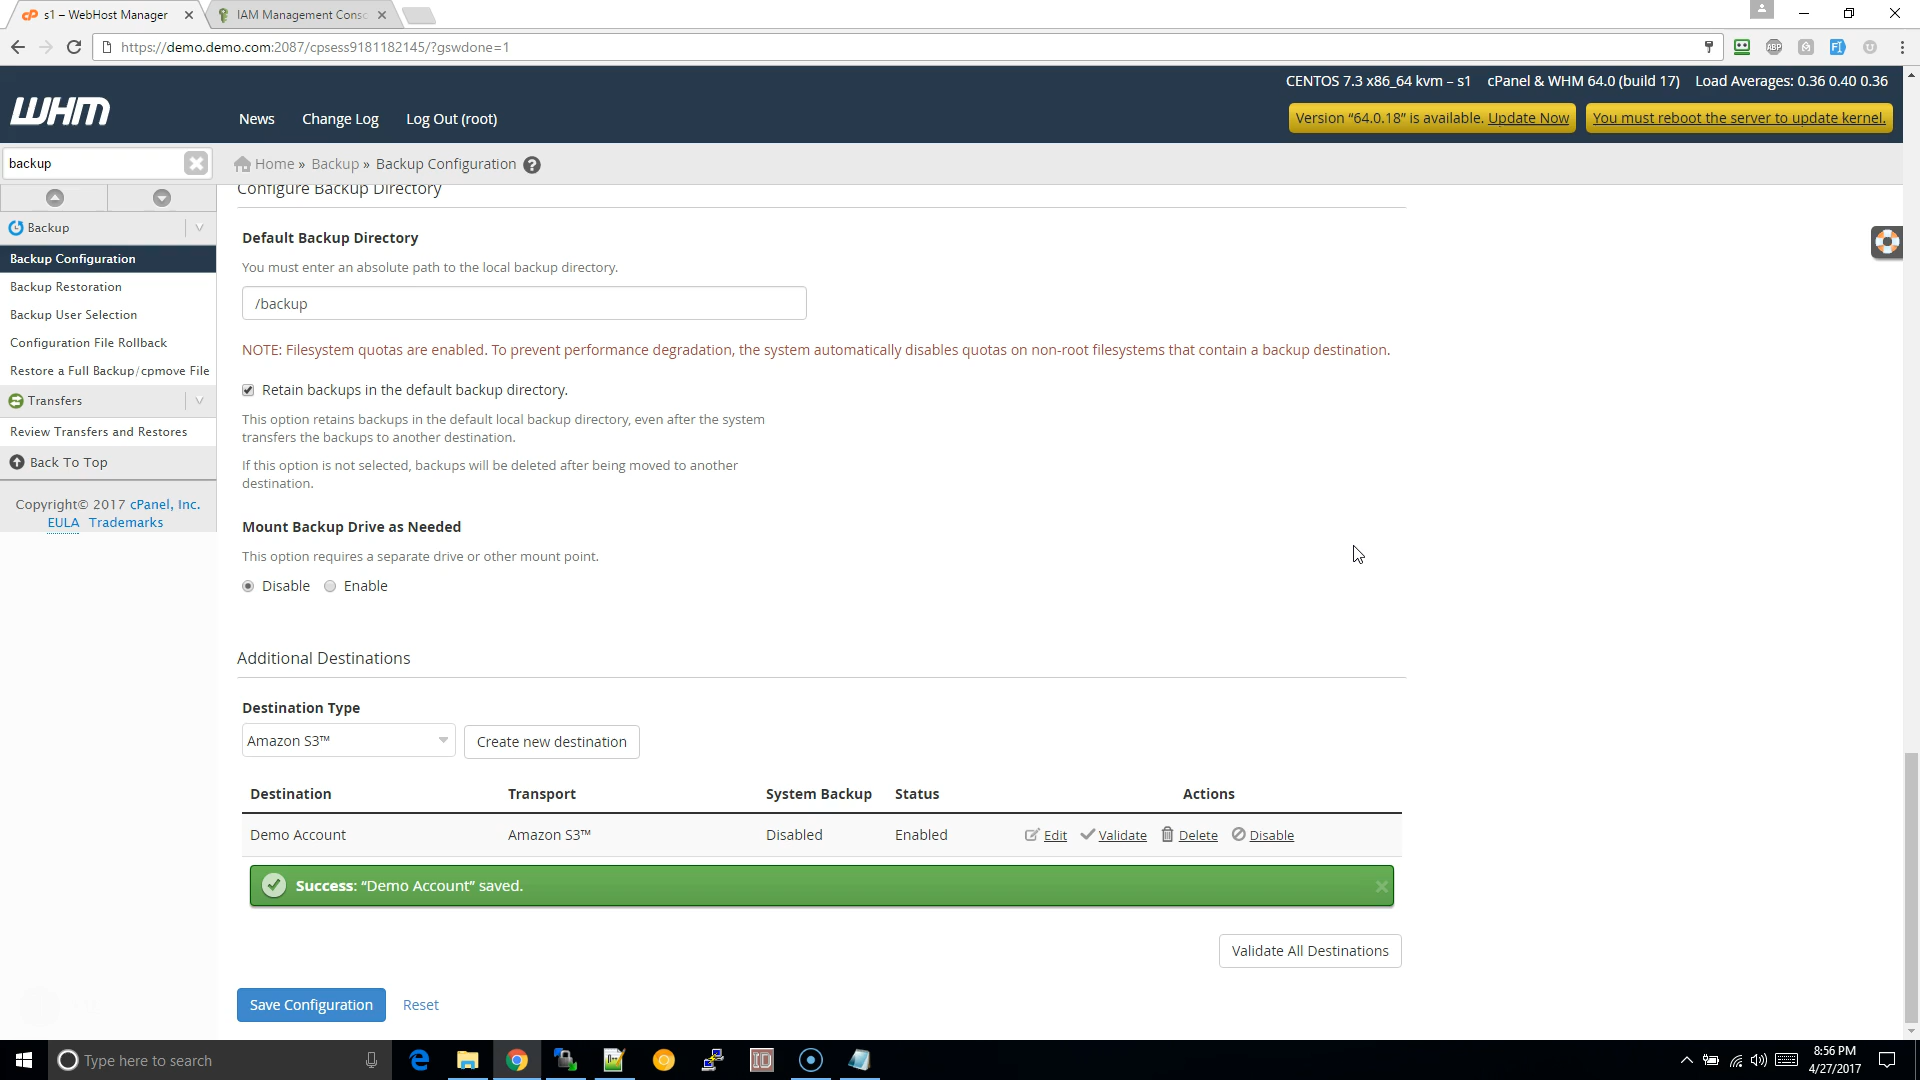 s1 – WebHost Manager
IAM Management Consc
https://demo.demo.com:2087/cpsess9181182145/?gswdone=1
CENTOS 7.3 x86_64 kvm – s1 cPanel & WHM 64.0 (build 17) Load Averages: 0.36 0.40 0.36
WHM
News Change Log Log Out (root)
Version “64.0.18” is available. Update Now
You must reboot the server to update kernel.
backup
Home » Backup » Backup Configuration
Backup
Backup Configuration
Backup Restoration
Backup User Selection
Configuration File Rollback
Restore a Full Backup/cpmove File
Transfers
Review Transfers and Restores
Back To Top
Copyright© 2017 cPanel, Inc.
EULA Trademarks
Configure Backup Directory
Default Backup Directory
You must enter an absolute path to the local backup directory.
/backup
NOTE: Filesystem quotas are enabled. To prevent performance degradation, the system automatically disables quotas on non-root filesystems that contain a backup destination.
Retain backups in the default backup directory.
This option retains backups in the default local backup directory, even after the system
transfers the backups to another destination.
If this option is not selected, backups will be deleted after being moved to another
destination.
Mount Backup Drive as Needed
This option requires a separate drive or other mount point.
Disable Enable
Additional Destinations
Destination Type
Amazon S3™
Create new destination
Destination Transport System Backup Status Actions
Demo Account Amazon S3™ Disabled Enabled Edit Validate Delete Disable
Success: “Demo Account” saved.
Validate All Destinations
Save Configuration Reset
Type here to search
8:56 PM
4/27/2017